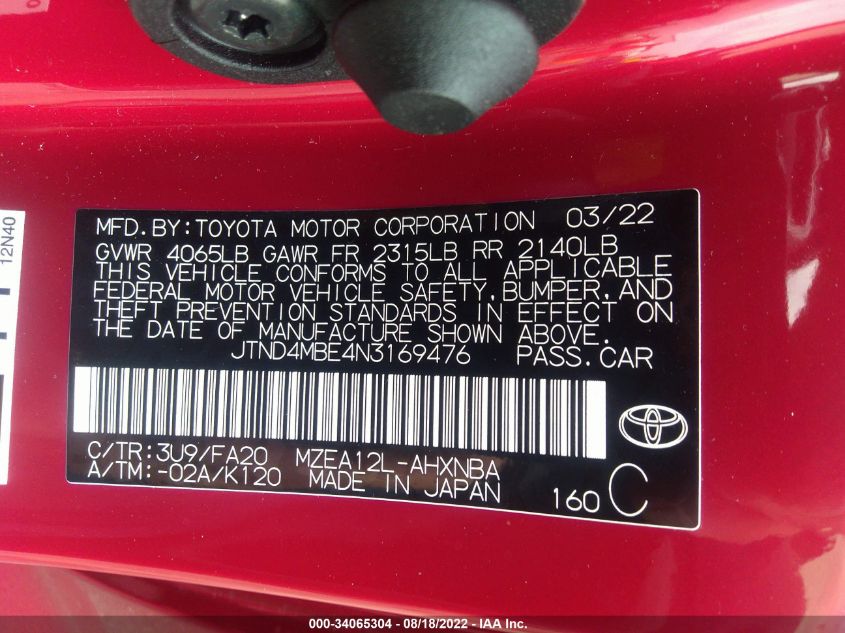 12N40
MFD.BY:TOYOTA MOTOR CORPORATION 03/22
GVWR 4065LB GAWR FR 2315LB RR 2140LB
THIS VEHICLE CONFORMS TO ALL APPLICABLE
FEDERAL MOTOR VEHICLE SAFETY,BUMPER,AND
THEFT PREVENTION STANDARDS IN EFFECT ON
THE DATE OF MANUFACTURE SHOWN ABOVE.
JTND4MBE4N3169476 PASS.CAR
C/TR:3U9/FA20 MZEA12L-AHXNBA
A/TM:-02A/K120 MADE IN JAPAN 160 C
000-34065304 - 08/18/2022 - IAA Inc.